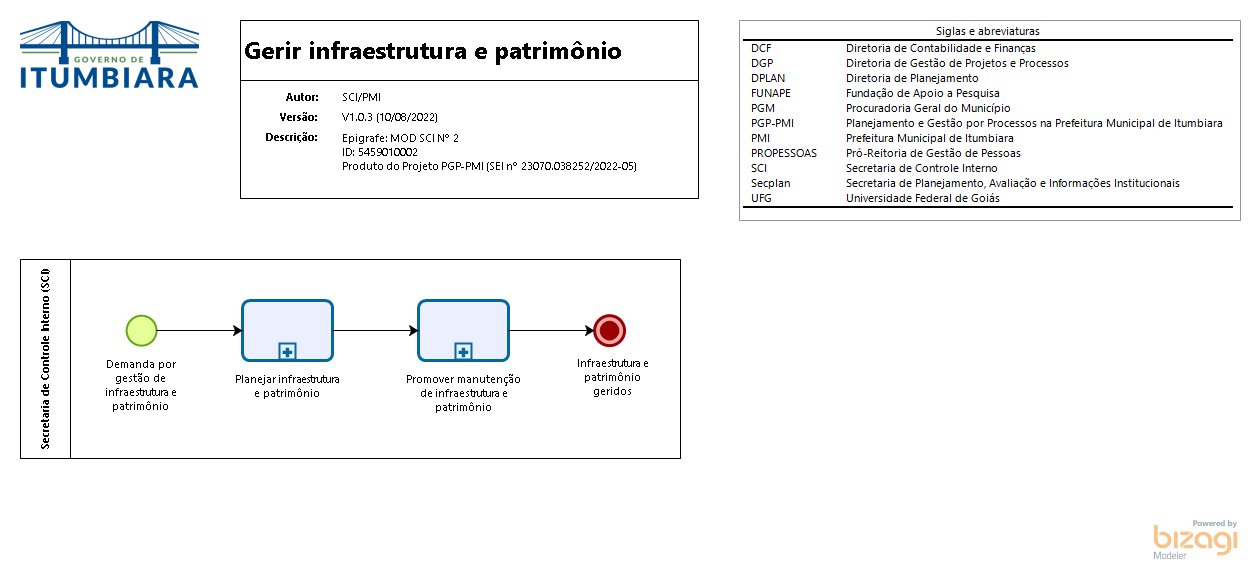 GOVERNO DE
ITUMBIARA
Gerir infraestrutura e patrimônio
Autor: SCI/PMI
Versão: V1.0.3 (10/08/2022)
Descrição: Epigrafe: MOD SCI Nº 2
ID: 5459010002
Produto do Projeto PGP-PMI (SEI nº 23070.038252/2022-05)
Siglas e abreviaturas
DCF Diretoria de Contabilidade e Finanças
DGP Diretoria de Gestão de Projetos e Processos
DPLAN Diretoria de Planejamento
FUNAPE Fundação de Apoio a Pesquisa
PGM Procuradoria Geral do Município
PGP-PMI Planejamento e Gestão por Processos na Prefeitura Municipal de Itumbiara
PMI Prefeitura Municipal de Itumbiara
PROPESSOAS Pró-Reitoria de Gestão de Pessoas
SCI Secretaria de Controle Interno
Secplan Secretaria de Planejamento, Avaliação e Informações Institucionais
UFG Universidade Federal de Goiás
Secretaria de Controle Interno (SCI)
Demanda por
gestão de
infraestrutura e
patrimônio
Planejar infraestrutura
e patrimônio
Promover manutenção
de infraestrutura e
patrimônio
Infraestrutura e
patrimônio
geridos
Powered by
bizagi
Modeler